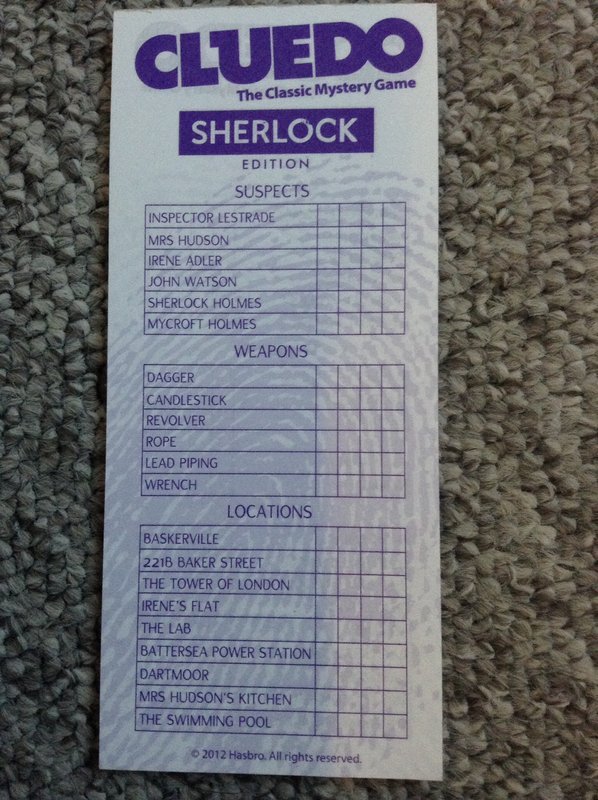 CLUEDO
The Classic Mystery Game
SHERLOCK
EDITION
SUSPECTS
INSPECTOR LESTRADE
MRS HUDSON
IRENE ADLER
JOHN WATSON
SHERLOCK HOLMES
MYCROFT HOLMES
WEAPONS
DAGGER
CANDLESTICK
REVOLVER
ROPE
LEAD PIPING
WRENCH
LOCATIONS
BASKERVILLE
221B BAKER STREET
THE TOWER OF LONDON
IRENE'S FLAT
THE LAB
BATTERSEA POWER STATION
DARTMOOR
MRS HUDSON'S KITCHEN
THE SWIMMING POOL
© 2012 Hasbro. All rights reserved.